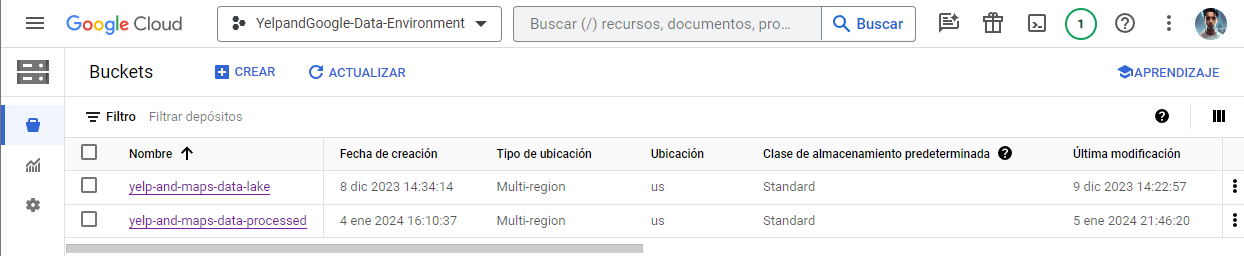 Google Cloud YelpandGoogle-Data-Environment Buscar (/) recursos, documentos, pro... Buscar 1
Buckets CREAR ACTUALIZAR APRENDIZAJE
Filtro Filtrar depósitos
Nombre Fecha de creación Tipo de ubicación Ubicación Clase de almacenamiento predeterminada Última modificación
yelp-and-maps-data-lake 8 dic 2023 14:34:14 Multi-region us Standard 9 dic 2023 14:22:57
yelp-and-maps-data-processed 4 ene 2024 16:10:37 Multi-region us Standard 5 ene 2024 21:46:20